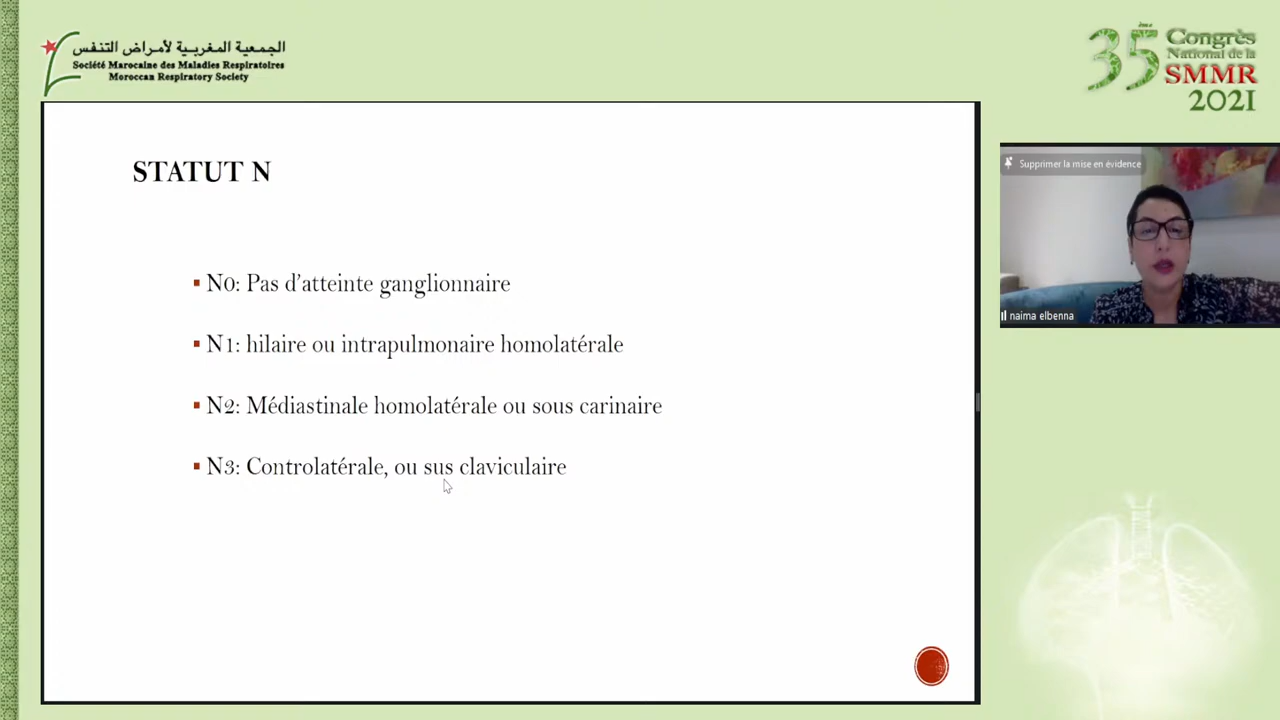 الجمعية المغربية لأمراض التنفس
Société Marocaine des Maladies Respiratoires
Moroccan Respiratory Society
35ème Congrès
National de la
SMMR
2021
STATUT N
N0: Pas d'atteinte ganglionnaire
N1: hilaire ou intrapulmonaire homolatérale
N2: Médiastinale homolatérale ou sous carinaire
N3: Controlatérale, ou sus claviculaire
Supprimer la mise en évidence
naima elbenna